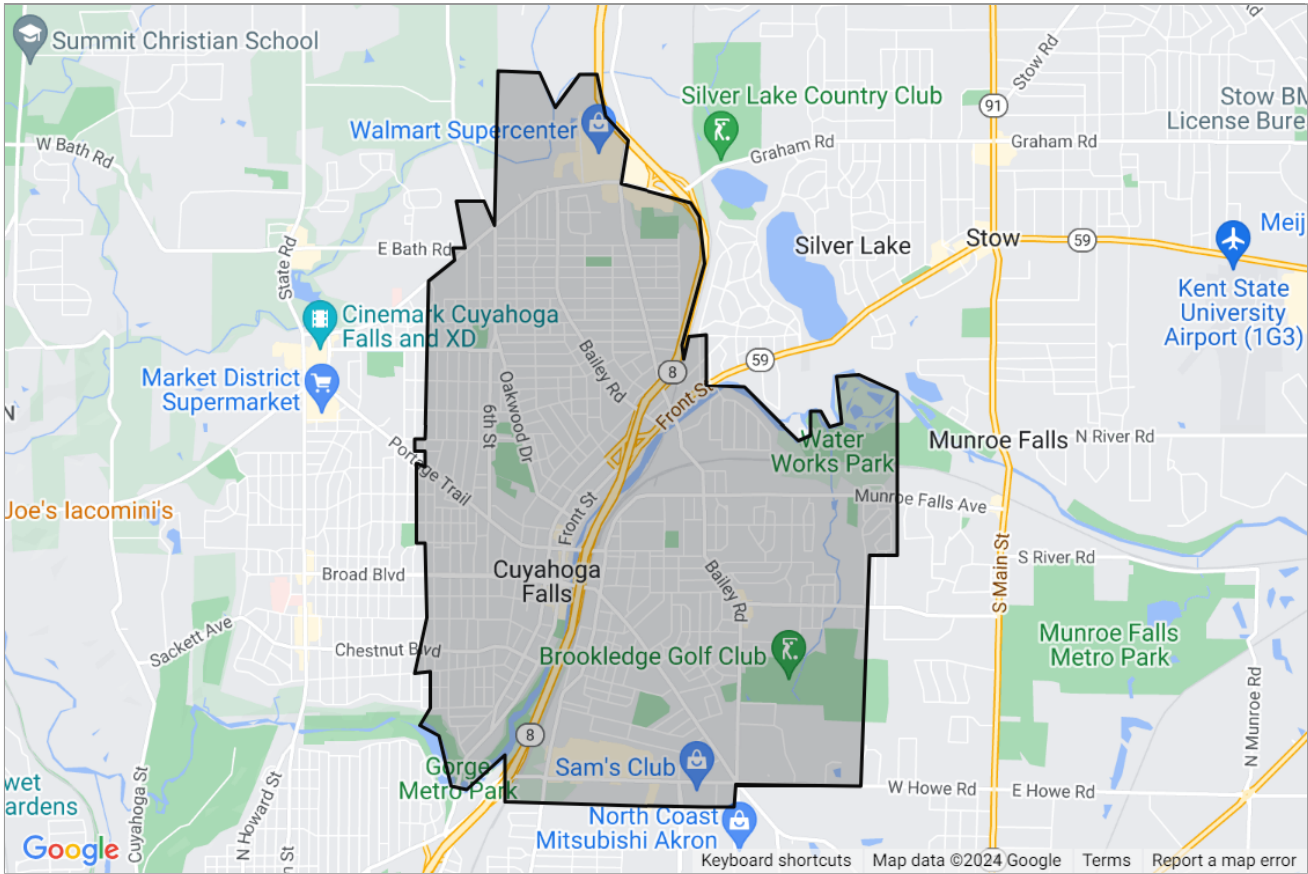 Summit Christian School
Stow Rd
Silver Lake Country Club
91
Stow BM
License Bure
Walmart Supercenter
W Bath Rd
Graham Rd
Graham Rd
Meij
E Bath Rd
State Rd
Silver Lake
Stow
59
Kent State
University
Airport (1G3)
Cinemark Cuyahoga
Falls and XD
Bailey Rd
8
59
Market District
Supermarket
Oakwood Dr
6th St
Front St
N
Portage Trail
Water
Works Park
Munroe Falls
N River Rd
Joe's Iacomini's
Front St
Munroe Falls Ave
S Main St
S River Rd
Cuyahoga
Falls
Broad Blvd
Bailey Rd
Sackett Ave
Chestnut Blvd
Brookledge Golf Club
Munroe Falls
Metro Park
N Munroe Rd
8
Gorge
Metro Park
Sam's Club
W Howe Rd
E Howe Rd
wet
ardens
Cuyahoga St
N Howard St
n St
North Coast
Mitsubishi Akron
Google
Keyboard shortcuts
Map data ©2024 Google
Terms
Report a map error